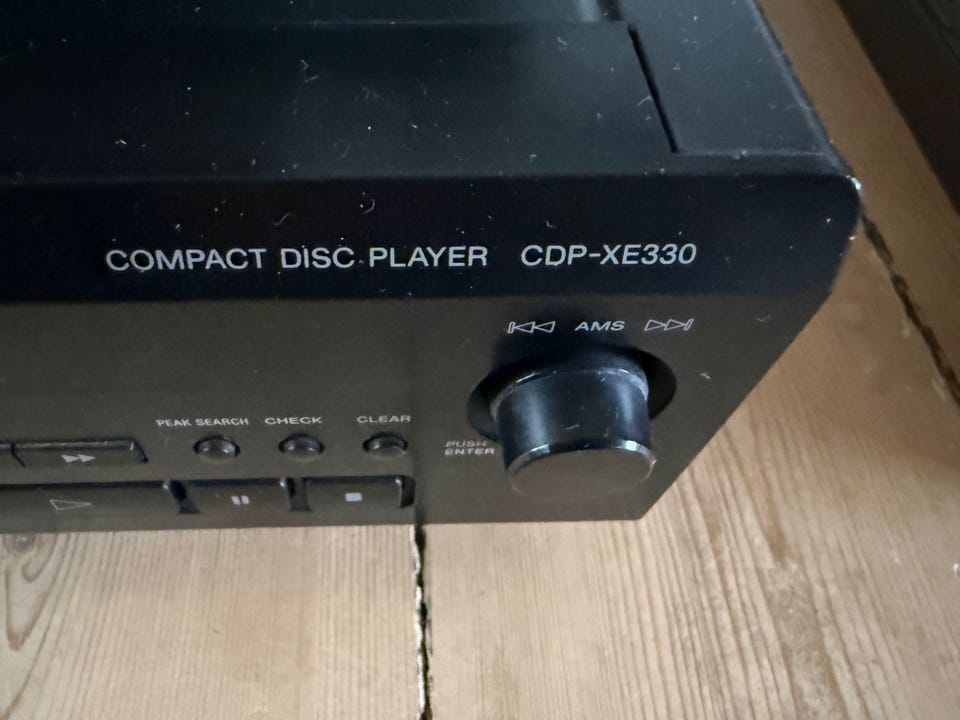 COMPACT DISC PLAYER CDP-XE330
AMS
PEAK SEARCH CHECK CLEAR
PUSH
ENTER